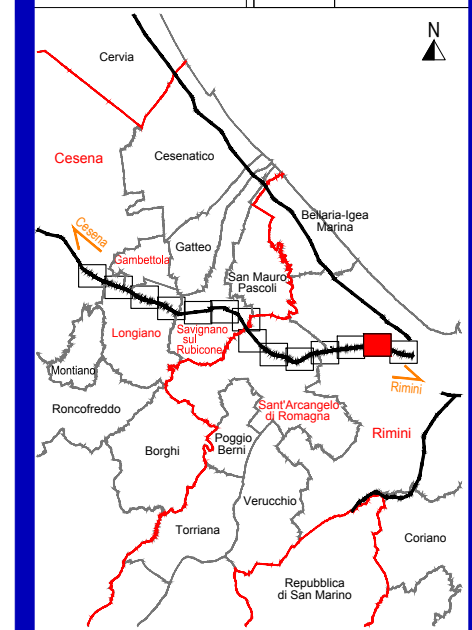 N
Cervia
Cesena
Cesenatico
Bellaria-Igea
Marina
Cesena
Gatteo
Gambettola
San Mauro
Pascoli
Longiano
Savignano
sul
Rubicone
Montiano
Rimini
Roncofreddo
Sant'Arcangelo
di Romagna
Rimini
Borghi
Poggio
Berni
Verucchio
Torriana
Coriano
Repubblica
di San Marino